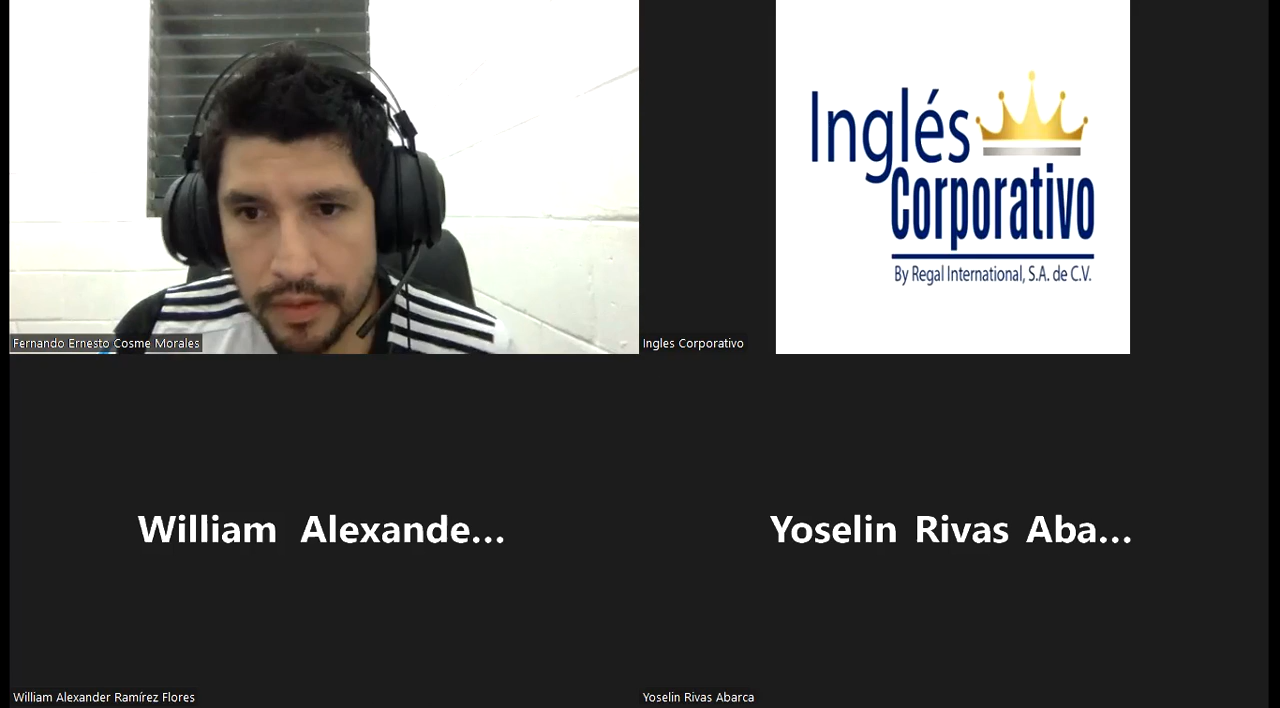 Inglés
Corporativo
By Regal International, S.A. de C.V.
Fernando Ernesto Cosme Morales
Ingles Corporativo
William Alexande...
Yoselin Rivas Aba...
William Alexander Ramírez Flores
Yoselin Rivas Abarca